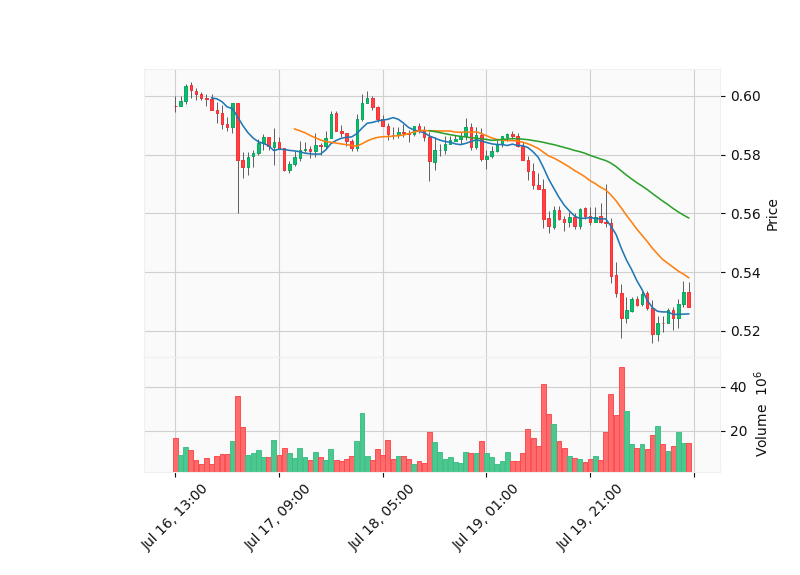 0.60
0.58
0.56
0.54
0.52
Price
40
20
Volume 10^6
Jul 16, 13:00
Jul 17, 09:00
Jul 18, 05:00
Jul 19, 01:00
Jul 19, 21:00